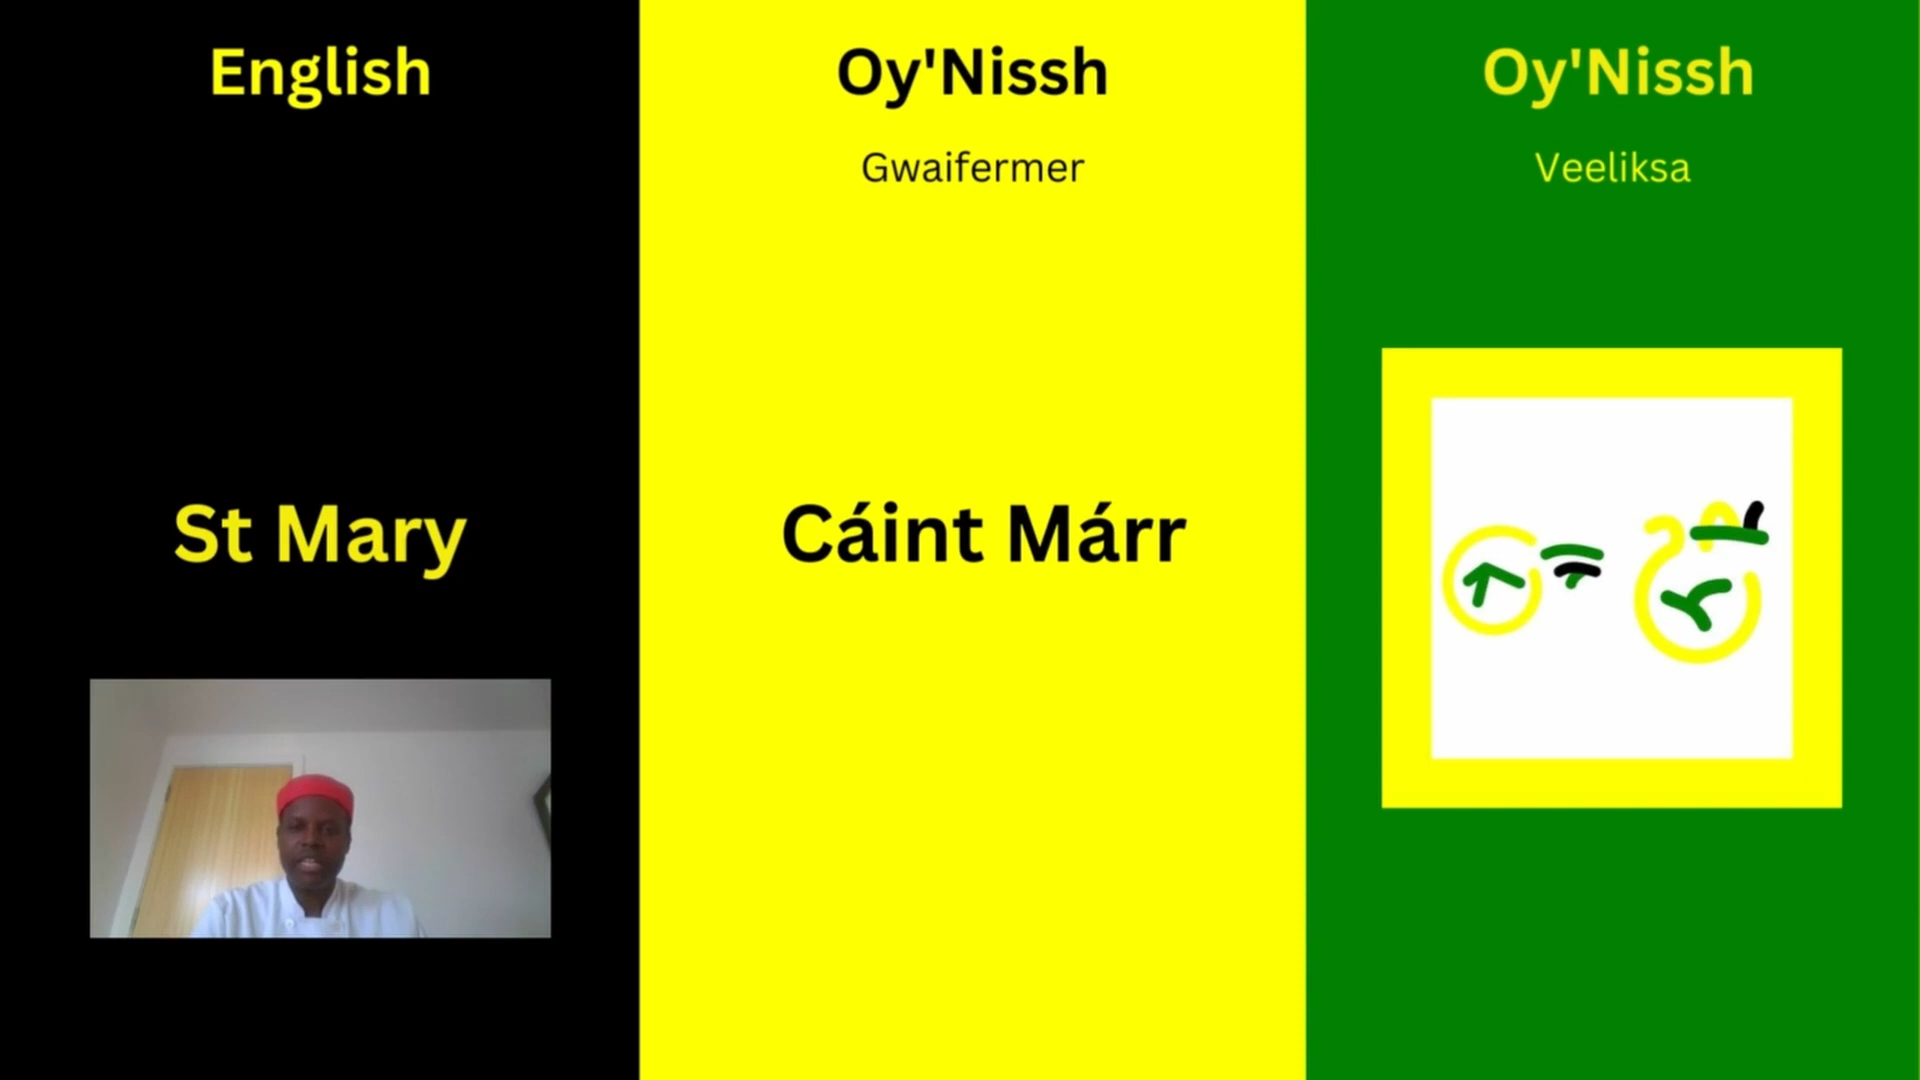 English
St Mary
Oy'Nissh
Gwaifermer
Cáint Márr
Oy'Nissh
Veeliksa